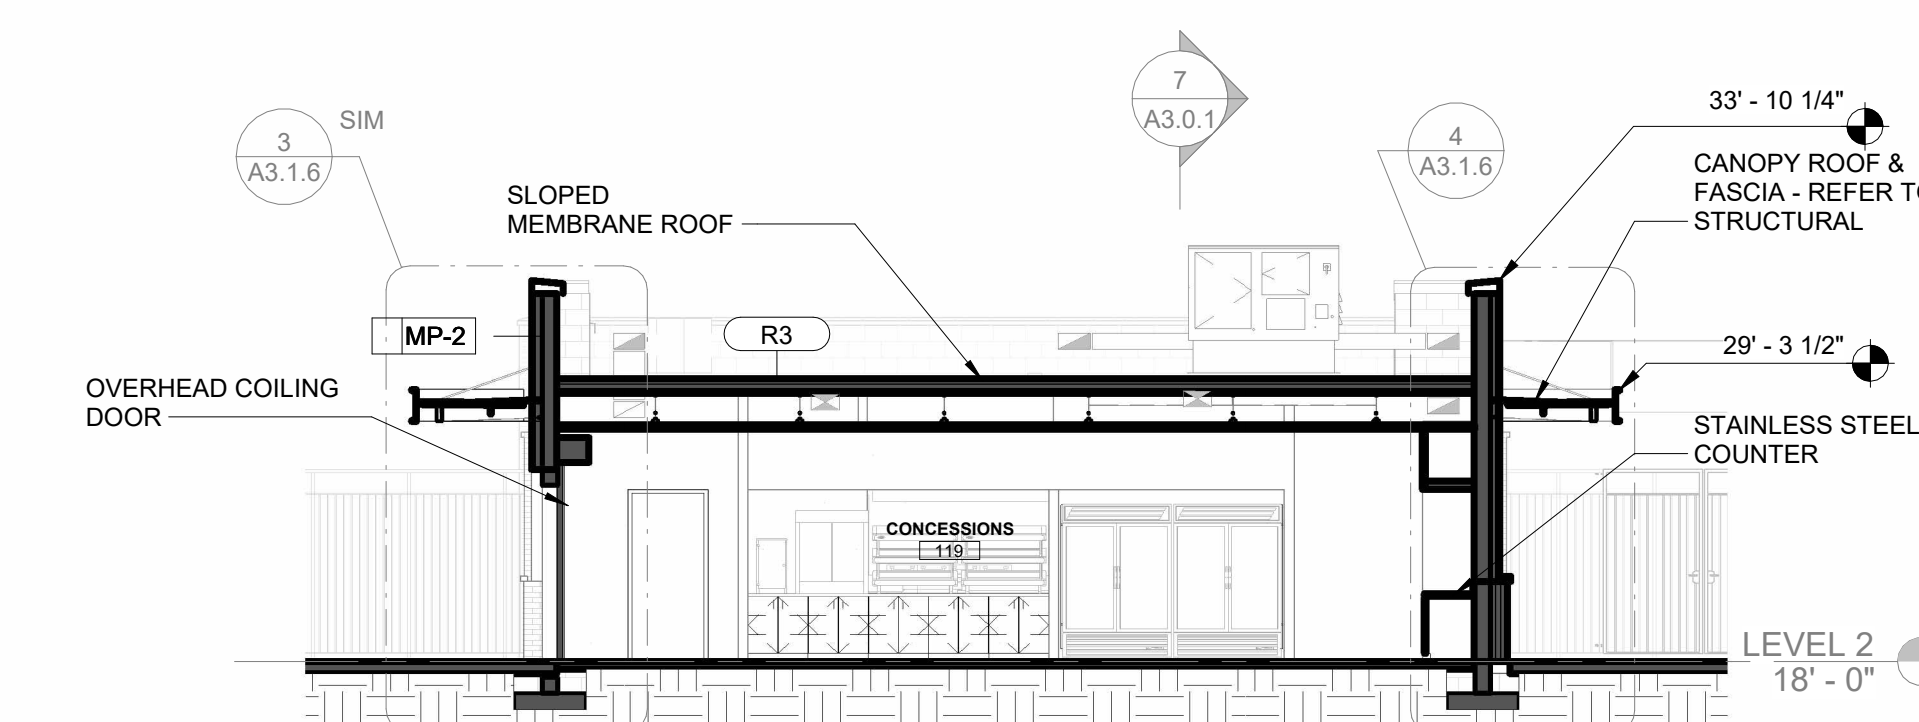 7
A3.0.1
33' - 10 1/4"
3
A3.1.6
SIM
4
A3.1.6
CANOPY ROOF &
FASCIA - REFER TO
STRUCTURAL
SLOPED
MEMBRANE ROOF
MP-2
R3
29' - 3 1/2"
OVERHEAD COILING
DOOR
STAINLESS STEEL
COUNTER
CONCESSIONS
119
LEVEL 2
18' - 0"